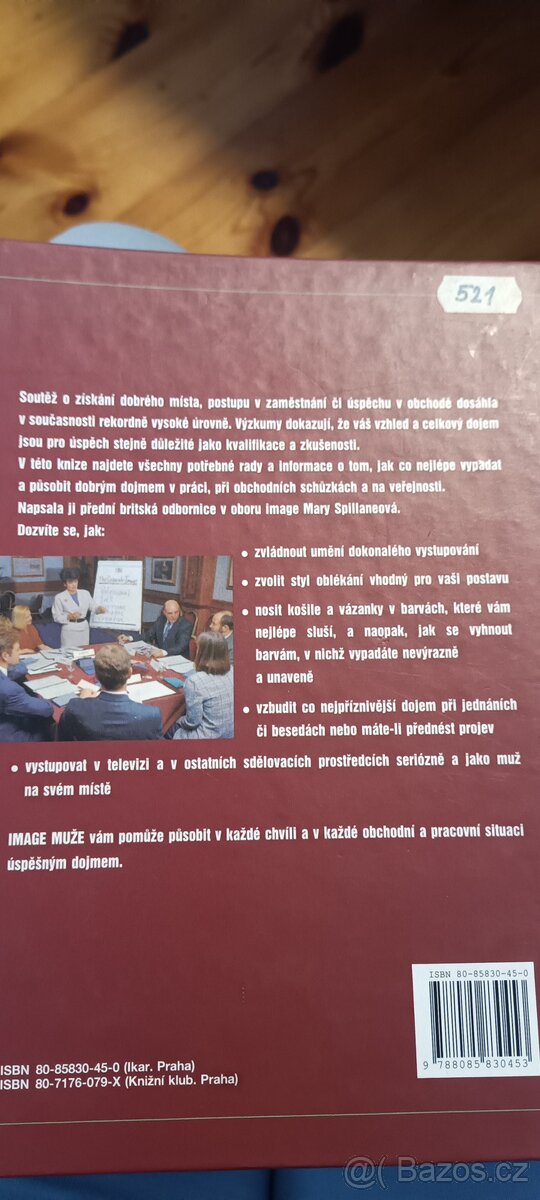 521
Soutěž o získání dobrého místa, postupu v zaměstnání či úspěchu v obchodě dosáhla
v současnosti rekordně vysoké úrovně. Výzkumy dokazují, že váš vzhled a celkový dojem
jsou pro úspěch stejně důležité jako kvalifikace a zkušenosti.
V této knize najdete všechny potřebné rady a informace o tom, jak co nejlépe vypadat
a působit dobrým dojmem v práci, při obchodních schůzkách a na veřejnosti.
Napsala ji přední britská odbornice v oboru image Mary Spillaneová.
Dozvíte se, jak:
• zvládnout umění dokonalého vystupování
• zvolit styl oblékání vhodný pro vaši postavu
• nosit košile a vázanky v barvách, které vám
nejlépe sluší, a naopak, jak se vyhnout
barvám, v nichž vypadáte nevýrazně
a unaveně
• vzbudit co nejpříznivější dojem při jednáních
či besedách nebo máte-li přednést projev
• vystupovat v televizi a v ostatních sdělovacích prostředcích seriózně a jako muž
na svém místě
IMAGE MUŽE vám pomůže působit v každé chvíli a v každé obchodní a pracovní situaci
úspěšným dojmem.
ISBN 80-85830-45-0
9 788085 830453
ISBN 80-85830-45-0 (Ikar. Praha)
ISBN 80-7176-079-X (Knižní klub. Praha)
@ Bazos.cz